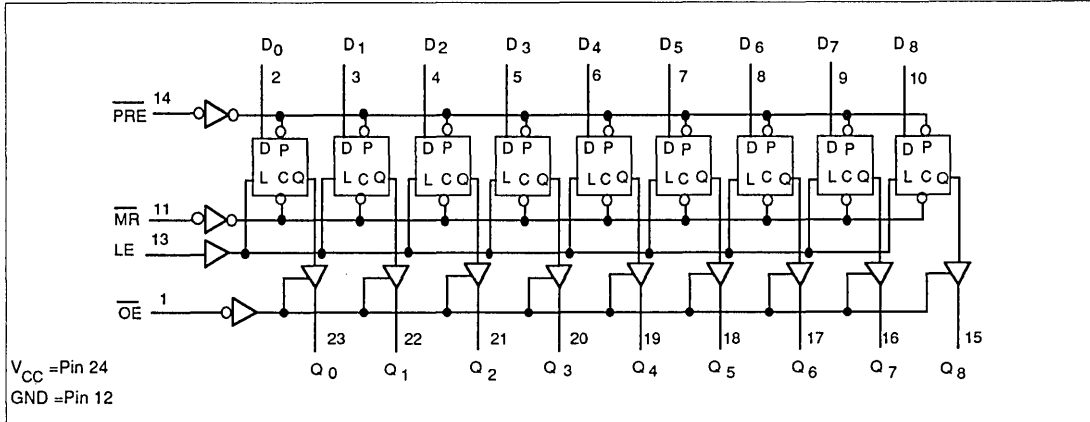 D0 D1 D2 D3 D4 D5 D6 D7 D8
2 3 4 5 6 7 8 9 10
PRE 14
D P D P D P D P D P D P D P D P D P
L C Q L C Q L C Q L C Q L C Q L C Q L C Q L C Q L C Q
MR 11
LE 13
OE 1
23 22 21 20 19 18 17 16 15
Q0 Q1 Q2 Q3 Q4 Q5 Q6 Q7 Q8
VCC =Pin 24
GND =Pin 12